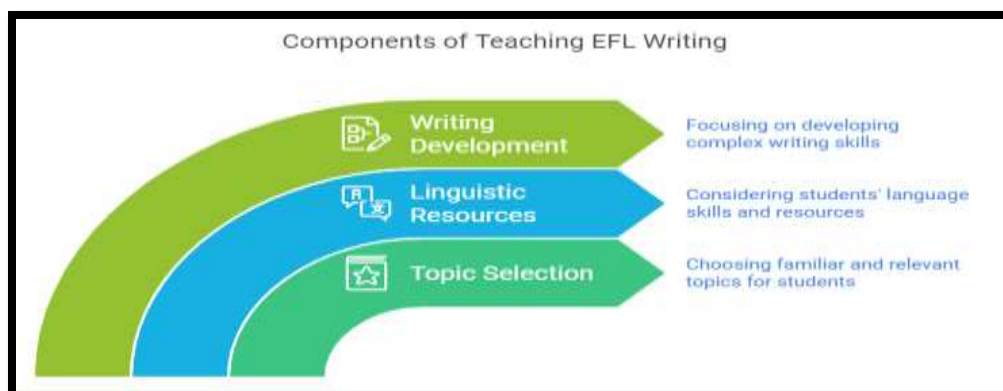 Components of Teaching EFL Writing
Writing
Development
Focusing on developing
complex writing skills
Linguistic
Resources
Considering students' language
skills and resources
Topic Selection
Choosing familiar and relevant
topics for students